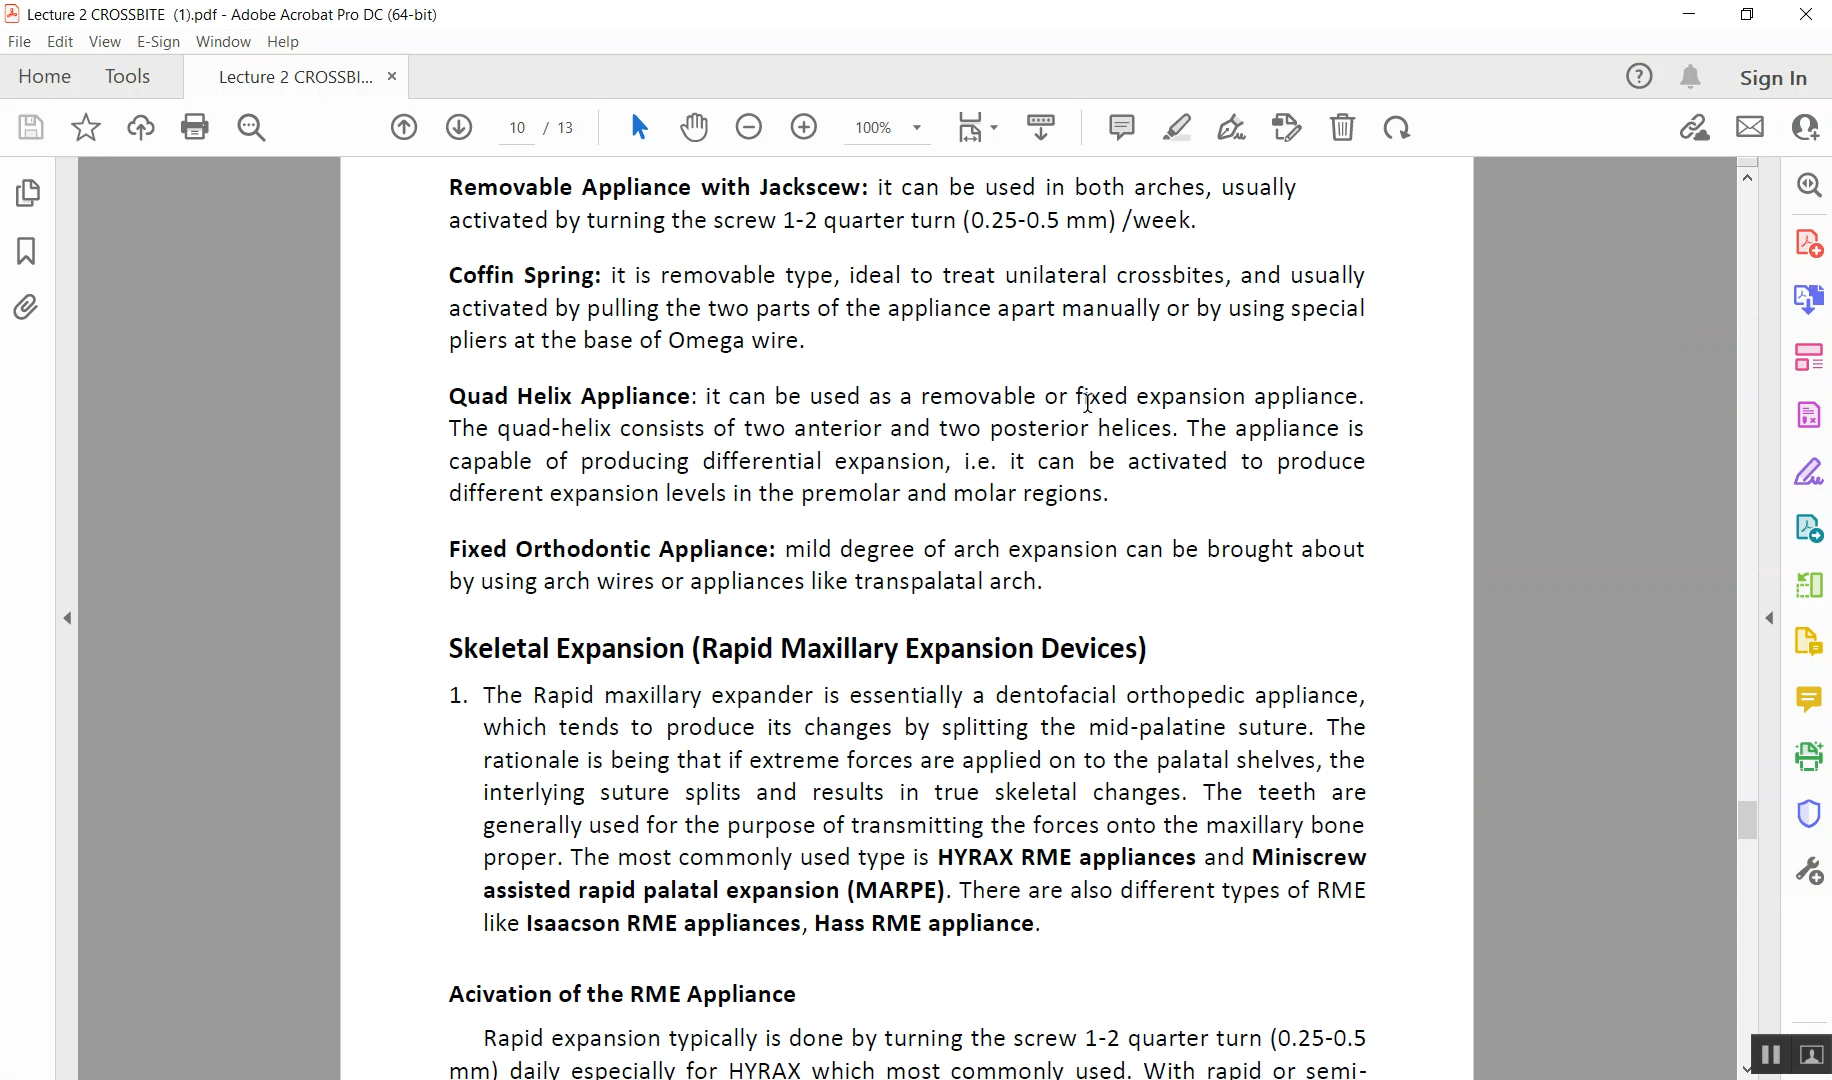 Lecture 2 CROSSBITE (1).pdf - Adobe Acrobat Pro DC (64-bit)
File Edit View E-Sign Window Help
Home Tools Lecture 2 CROSSBI... × Sign In
10 / 13 100%
Removable Appliance with Jackscew: it can be used in both arches, usually
activated by turning the screw 1-2 quarter turn (0.25-0.5 mm) /week.
Coffin Spring: it is removable type, ideal to treat unilateral crossbites, and usually
activated by pulling the two parts of the appliance apart manually or by using special
pliers at the base of Omega wire.
Quad Helix Appliance: it can be used as a removable or fixed expansion appliance.
The quad-helix consists of two anterior and two posterior helices. The appliance is
capable of producing differential expansion, i.e. it can be activated to produce
different expansion levels in the premolar and molar regions.
Fixed Orthodontic Appliance: mild degree of arch expansion can be brought about
by using arch wires or appliances like transpalatal arch.
Skeletal Expansion (Rapid Maxillary Expansion Devices)
1. The Rapid maxillary expander is essentially a dentofacial orthopedic appliance,
which tends to produce its changes by splitting the mid-palatine suture. The
rationale is being that if extreme forces are applied on to the palatal shelves, the
interlying suture splits and results in true skeletal changes. The teeth are
generally used for the purpose of transmitting the forces onto the maxillary bone
proper. The most commonly used type is HYRAX RME appliances and Miniscrew
assisted rapid palatal expansion (MARPE). There are also different types of RME
like Isaacson RME appliances, Hass RME appliance.
Acivation of the RME Appliance
Rapid expansion typically is done by turning the screw 1-2 quarter turn (0.25-0.5
mm) daily especially for HYRAX which most commonly used. With rapid or semi-